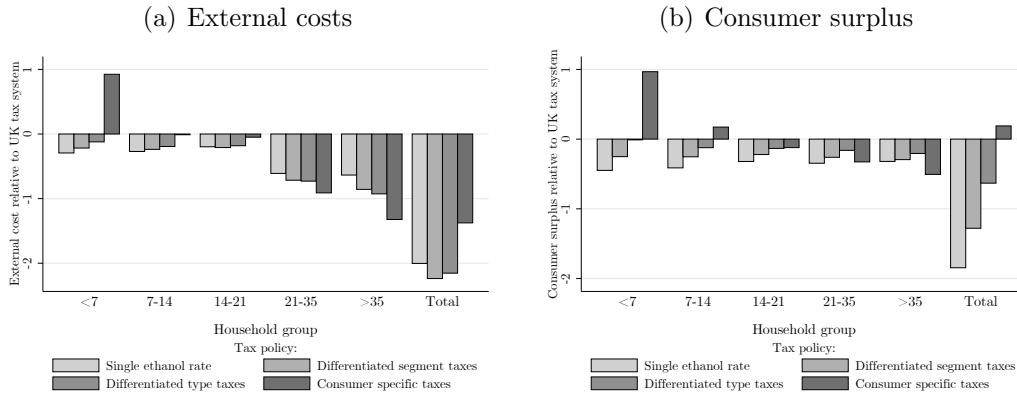 (a) External costs
External cost relative to UK tax system
1
0
-1
-2
<7 7-14 14-21 21-35 >35 Total
Household group
Tax policy:
Single ethanol rate Differentiated segment taxes
Differentiated type taxes Consumer specific taxes
(b) Consumer surplus
Consumer surplus relative to UK tax system
1
0
-1
-2
<7 7-14 14-21 21-35 >35 Total
Household group
Tax policy:
Single ethanol rate Differentiated segment taxes
Differentiated type taxes Consumer specific taxes